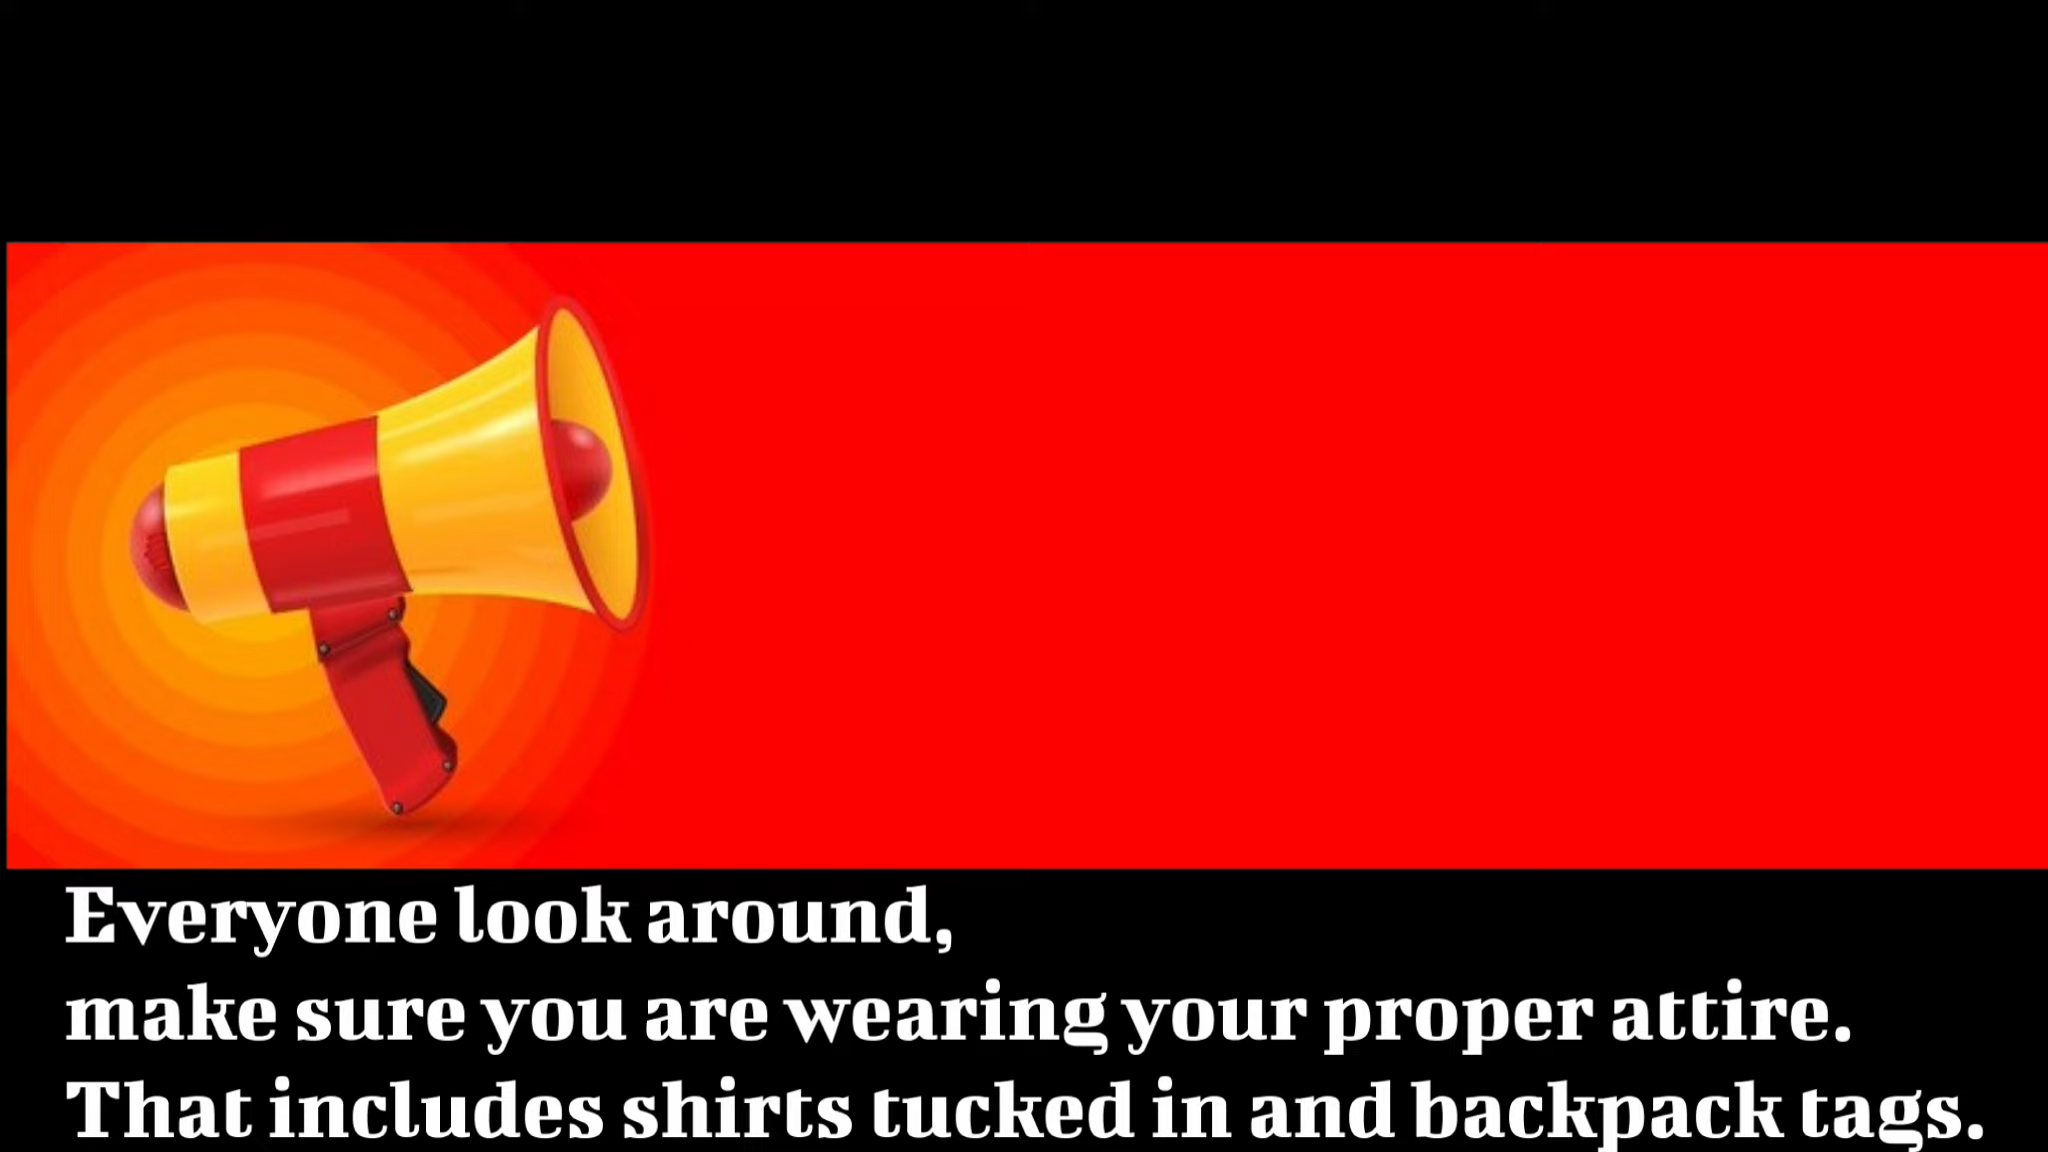 Everyone look around,
make sure you are wearing your proper attire.
That includes shirts tucked in and backpack tags.